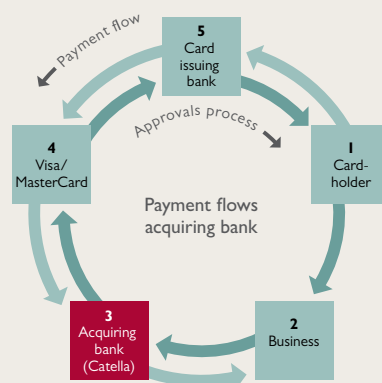 Payment flow
5
Card
issuing
bank
Approvals process
4
Visa/
MasterCard
1
Card-
holder
Payment flows
acquiring bank
3
Acquiring
bank
(Catella)
2
Business